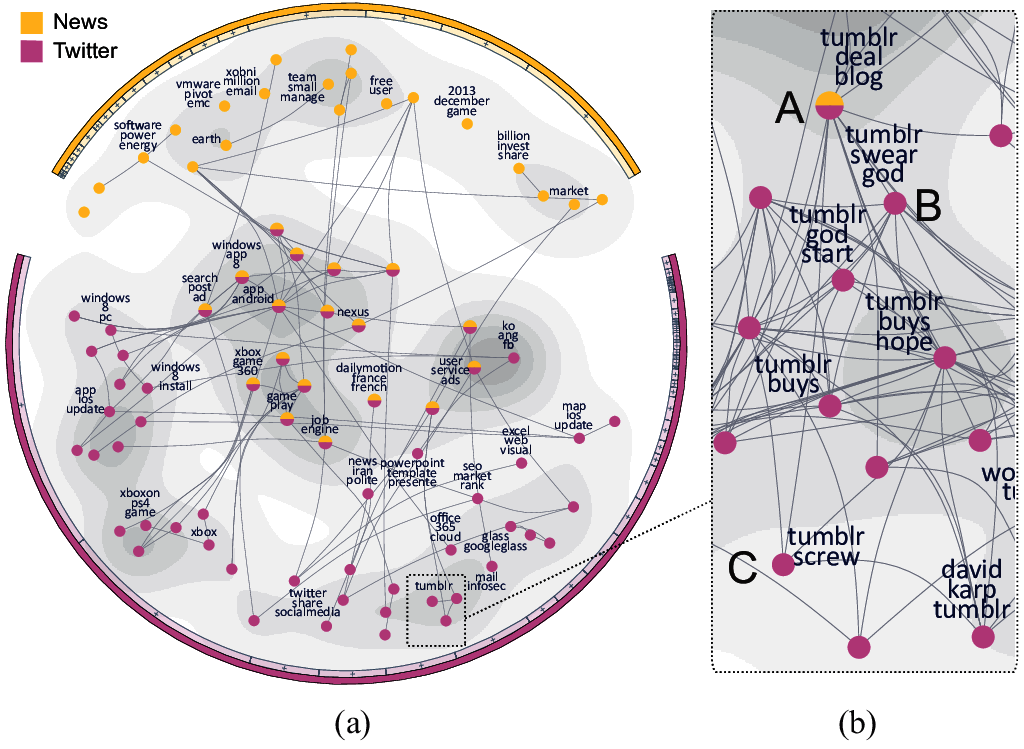 News
Twitter
xobni
million
email
vmware
pivot
emc
team
small
manage
free
user
2013
december
game
software
power
energy
earth
billion
invest
share
market
windows
app
8
search
post
ad
app
android
nexus
windows
8
pc
ko
ang
fb
xbox
game
360
user
service
ads
dailymotion
france
french
windows
8
install
app
ios
update
game
play
job
engine
map
ios
update
excel
web
visual
news
iran
polite
powerpoint
template
presente
seo
market
rank
xboxon
ps4
game
xbox
office
365
cloud
glass
googleglass
mail
infosec
twitter
share
socialmedia
tumblr
(a)
tumblr
deal
blog
A
tumblr
swear
god
B
tumblr
god
start
tumblr
buys
hope
tumblr
buys
wo
tu
tumblr
screw
C
david
karp
tumblr
(b)